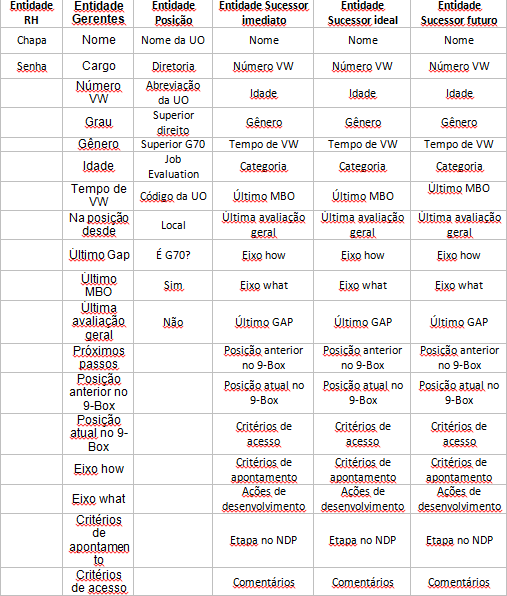 Entidade RH | Entidade Gerentes | Entidade Posição | Entidade Sucessor imediato | Entidade Sucessor ideal | Entidade Sucessor futuro
Chapa | Nome | Nome da UO | Nome | Nome | Nome
Senha | Cargo | Diretoria | Número VW | Número VW | Número VW
Número VW | Abreviação da UO | Idade | Idade | Idade
Grau | Superior direito | Gênero | Gênero | Gênero
Gênero | Superior G70 | Tempo de VW | Tempo de VW | Tempo de VW
Idade | Job Evaluation | Categoria | Categoria | Categoria
Tempo de VW | Código da UO | Último MBO | Último MBO | Último MBO
Na posição desde | Local | Última avaliação geral | Última avaliação geral | Última avaliação geral
Último Gap | É G70? | Eixo how | Eixo how | Eixo how
Último MBO | Sim | Eixo what | Eixo what | Eixo what
Última avaliação geral | Não | Último GAP | Último GAP | Último GAP
Próximos passos | Posição anterior no 9-Box | Posição anterior no 9-Box | Posição anterior no 9-Box
Posição anterior no 9-Box | Posição atual no 9-Box | Posição atual no 9-Box | Posição atual no 9-Box
Posição atual no 9-Box | Critérios de acesso | Critérios de acesso | Critérios de acesso
Eixo how | Critérios de apontamento | Critérios de apontamento | Critérios de apontamento
Eixo what | Ações de desenvolvimento | Ações de desenvolvimento | Ações de desenvolvimento
Critérios de apontamento | Etapa no NDP | Etapa no NDP | Etapa no NDP
Critérios de acesso | Comentários | Comentários | Comentários